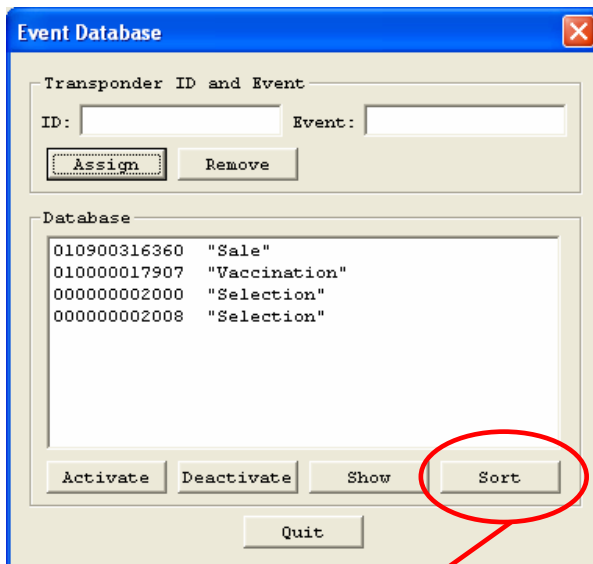 Event Database
Transponder ID and Event
ID: Event:
Assign Remove
Database
010900316360 "Sale"
010000017907 "Vaccination"
000000002000 "Selection"
000000002008 "Selection"
Activate Deactivate Show Sort
Quit